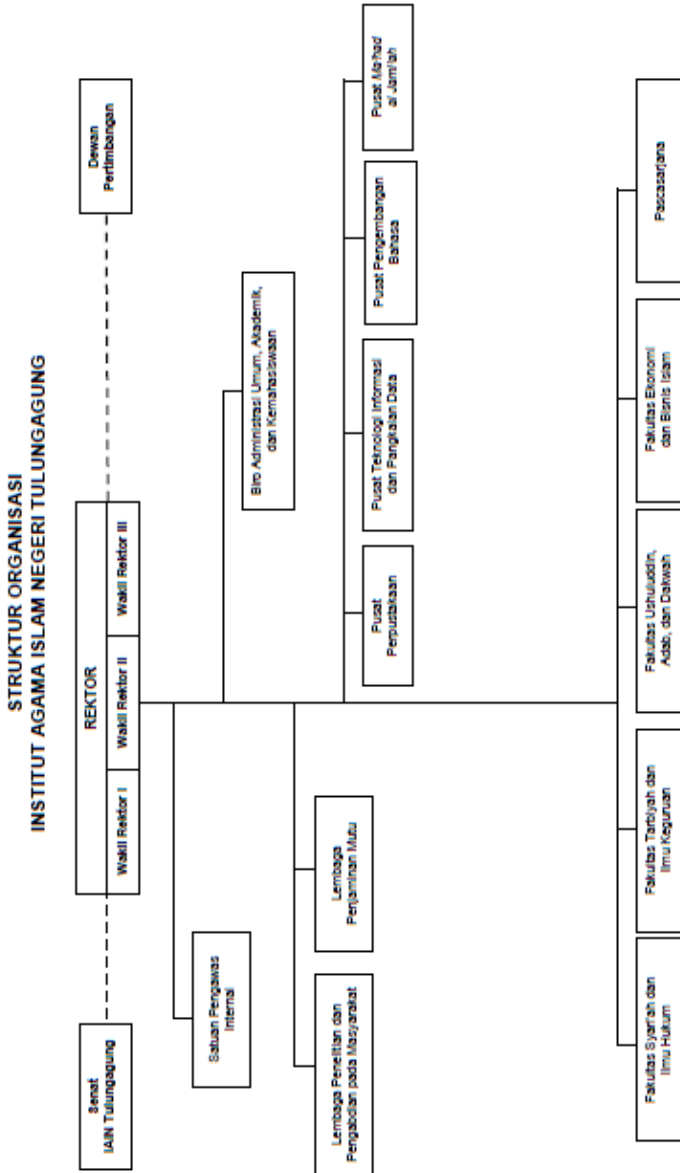 STRUKTUR ORGANISASI
INSTITUT AGAMA ISLAM NEGERI TULUNGAGUNG
Senat
IAIN Tulungagung
REKTOR
Wakil Rektor I
Wakil Rektor II
Wakil Rektor III
Dewan
Pertimbangan
Satuan Pengawas
Internal
Biro Administrasi Umum, Akademik,
dan Kemahasiswaan
Lembaga Penelitian dan
Pengabdian pada Masyarakat
Lembaga
Penjaminan Mutu
Pusat
Perpustakaan
Pusat Teknologi Informasi
dan Pangkalan Data
Pusat Pengembangan
Bahasa
Pusat Ma'had
al Jami'ah
Fakultas Syari'ah dan
Ilmu Hukum
Fakultas Tarbiyah dan
Ilmu Keguruan
Fakultas Ushuluddin,
Adab, dan Dakwah
Fakultas Ekonomi
dan Bisnis Islam
Pascasarjana